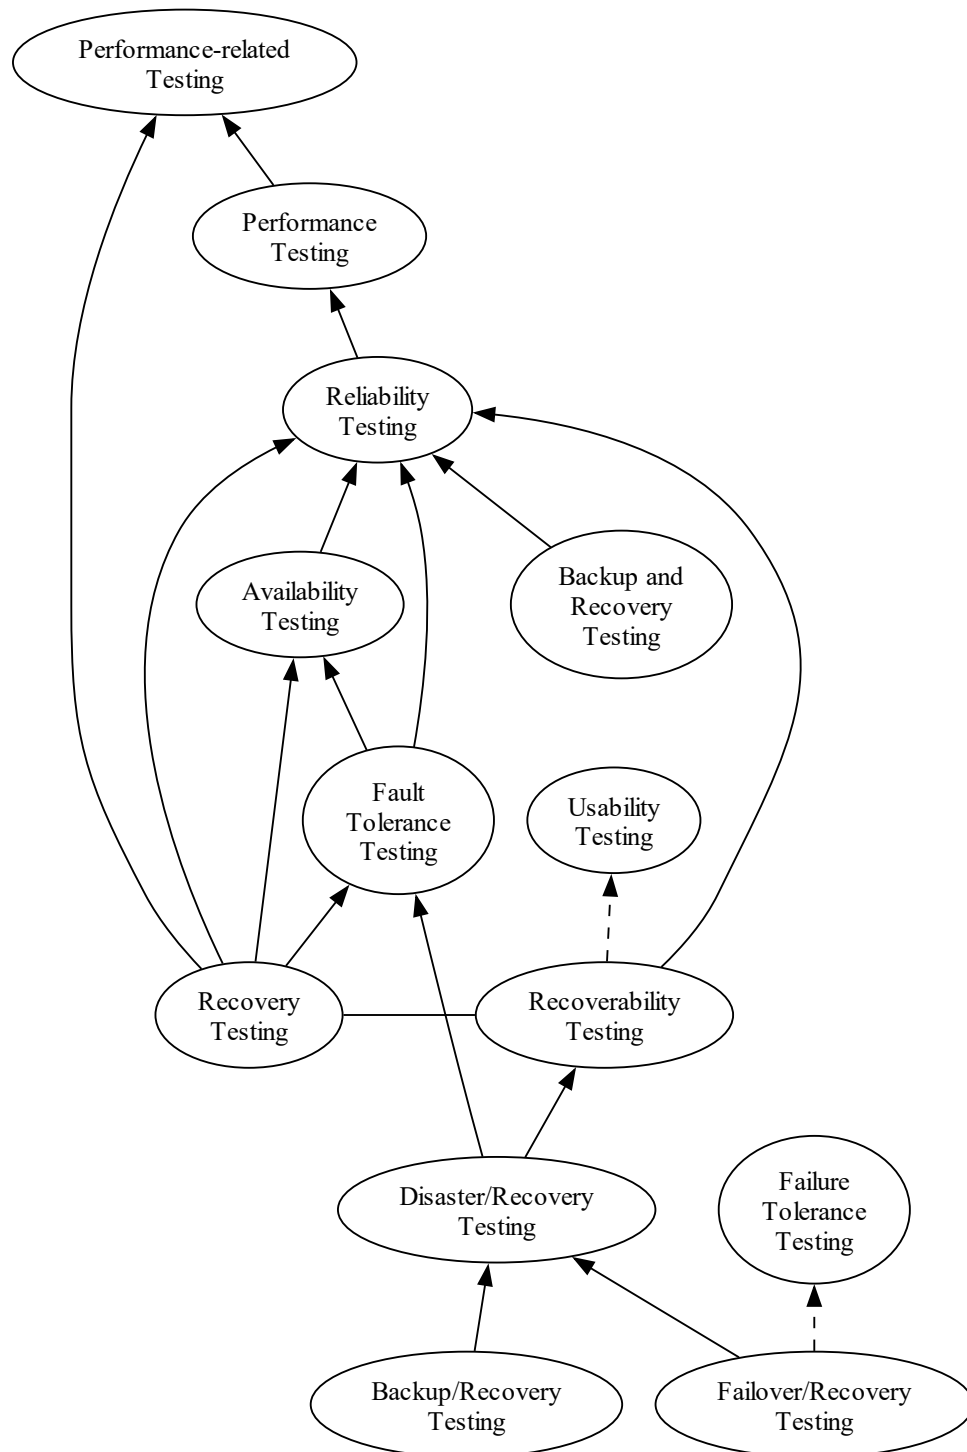 Performance-related
Testing
Performance
Testing
Reliability
Testing
Availability
Testing
Backup and
Recovery
Testing
Fault
Tolerance
Testing
Usability
Testing
Recovery
Testing
Recoverability
Testing
Disaster/Recovery
Testing
Failure
Tolerance
Testing
Backup/Recovery
Testing
Failover/Recovery
Testing